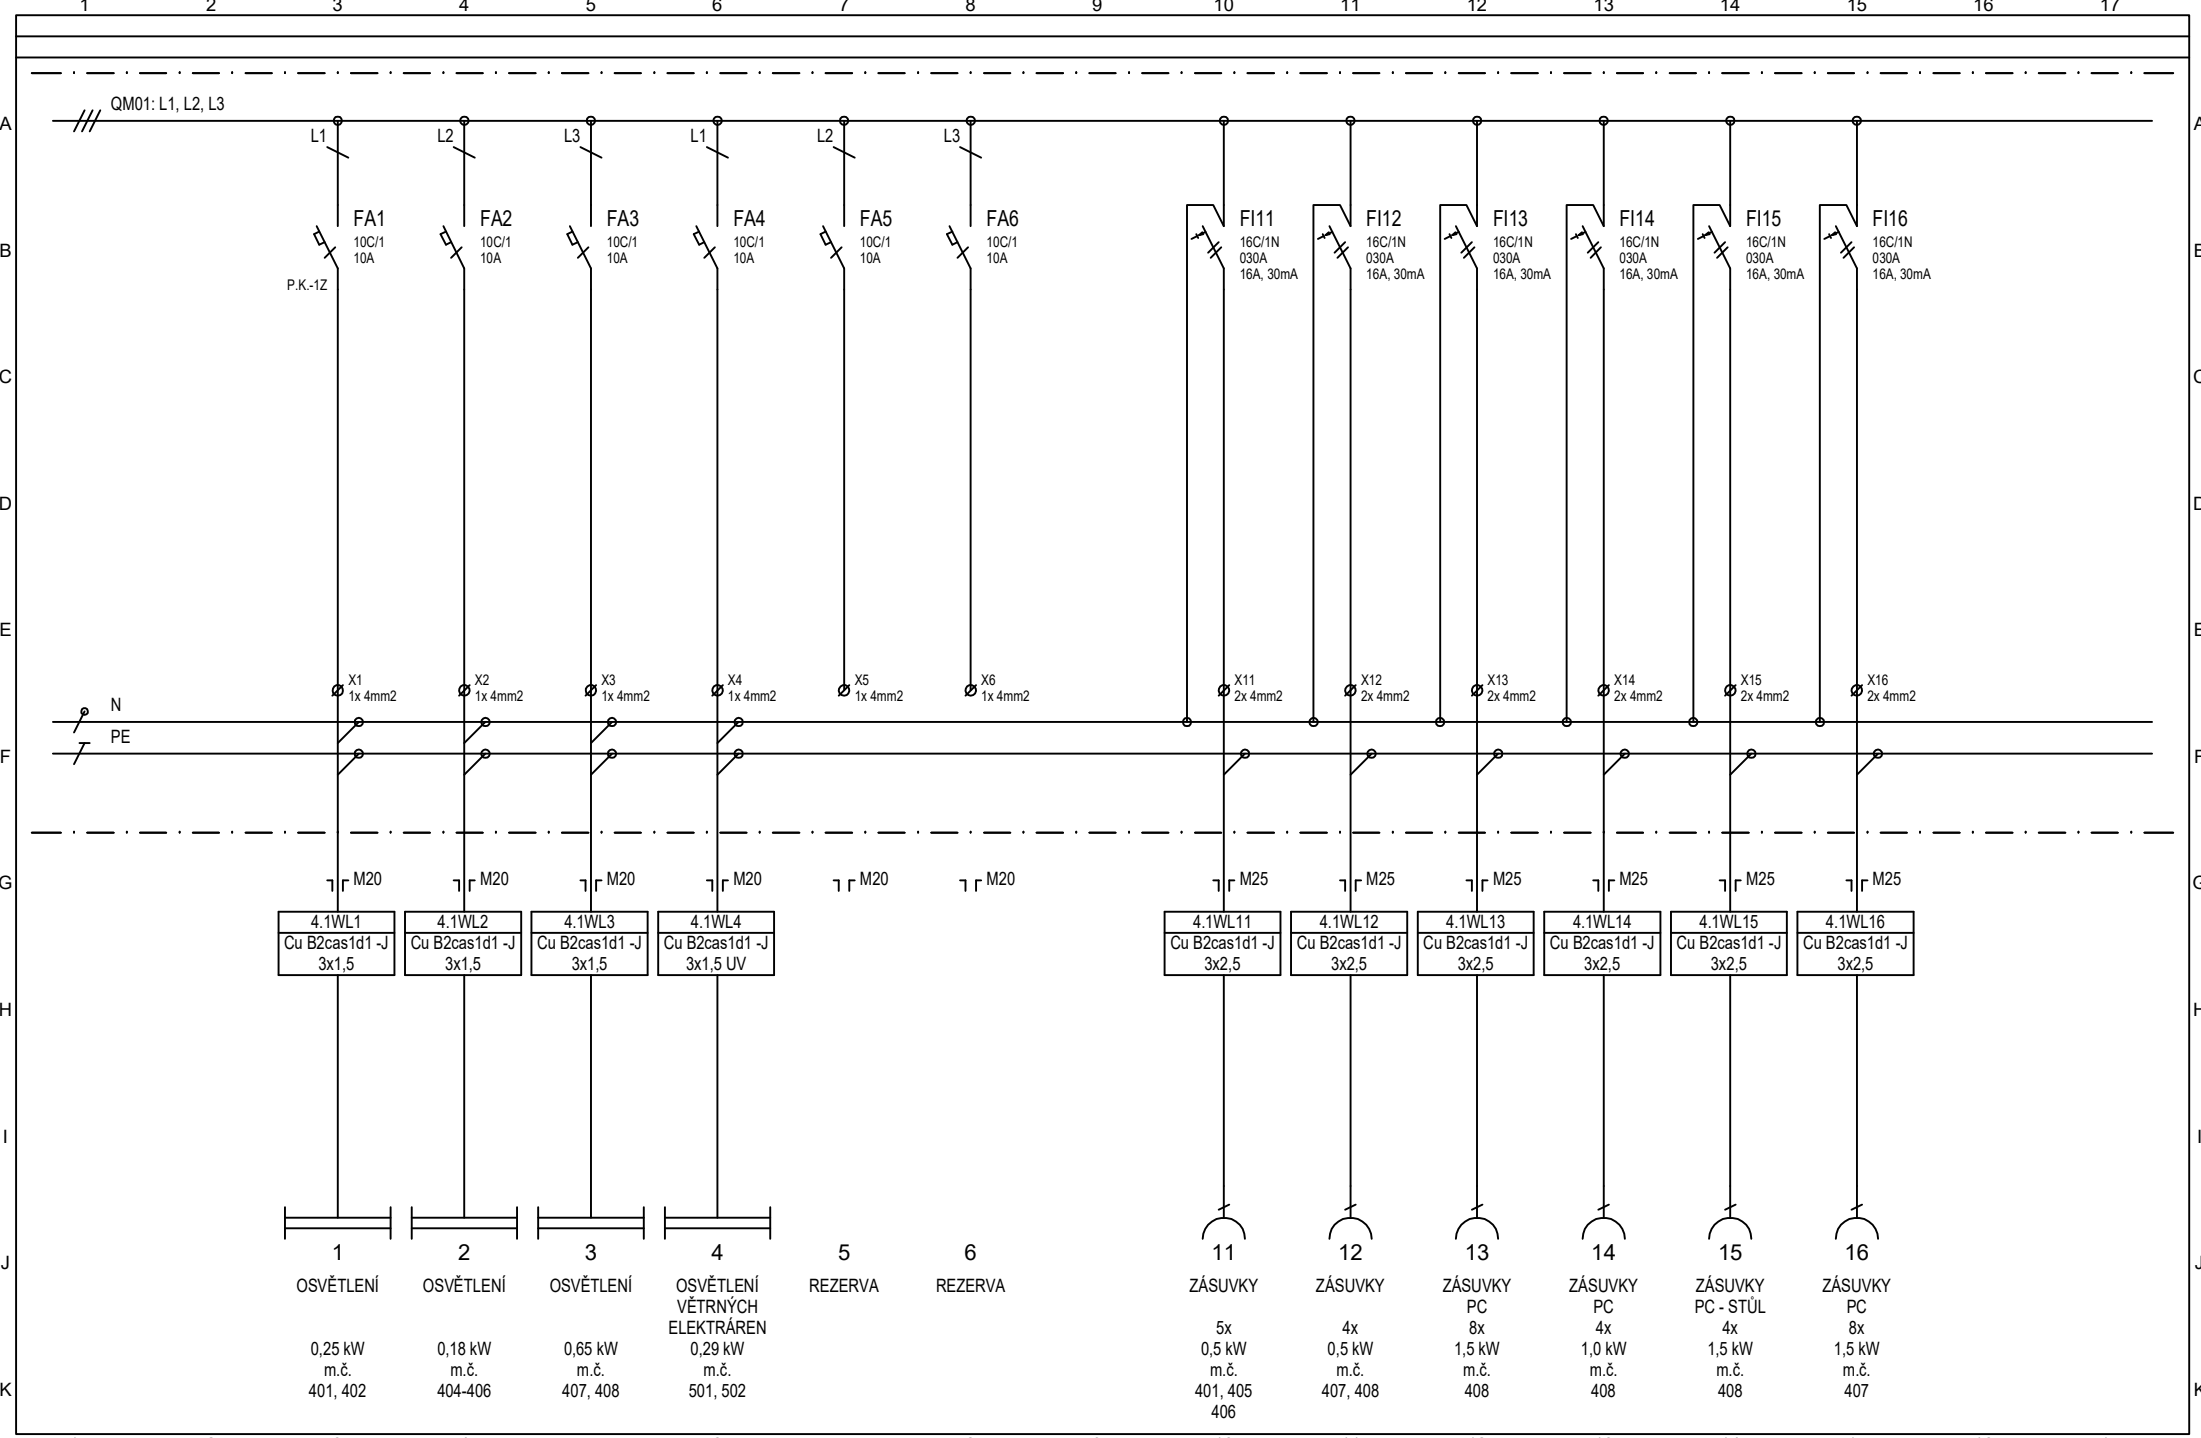 1 2 3 4 5 6 7 8 9 10 11 12 13 14 15 16 17
QM01: L1, L2, L3
A A
L1 L2 L3 L1 L2 L3
FA1 FA2 FA3 FA4 FA5 FA6 FI11 FI12 FI13 FI14 FI15 FI16
10C/1 10C/1 10C/1 10C/1 10C/1 10C/1 16C/1N 16C/1N 16C/1N 16C/1N 16C/1N 16C/1N
B B
10A 10A 10A 10A 10A 10A 030A 030A 030A 030A 030A 030A
16A, 30mA 16A, 30mA 16A, 30mA 16A, 30mA 16A, 30mA 16A, 30mA
P.K.-1Z
C C
D D
E E
X1 X2 X3 X4 X5 X6 X11 X12 X13 X14 X15 X16
1x 4mm2 1x 4mm2 1x 4mm2 1x 4mm2 1x 4mm2 1x 4mm2 2x 4mm2 2x 4mm2 2x 4mm2 2x 4mm2 2x 4mm2 2x 4mm2
N
PE
F F
G M20 M20 M20 M20 M20 M20 M25 M25 M25 M25 M25 M25 G
4.1WL1 4.1WL2 4.1WL3 4.1WL4 4.1WL11 4.1WL12 4.1WL13 4.1WL14 4.1WL15 4.1WL16
Cu B2cas1d1 -J Cu B2cas1d1 -J Cu B2cas1d1 -J Cu B2cas1d1 -J Cu B2cas1d1 -J Cu B2cas1d1 -J Cu B2cas1d1 -J Cu B2cas1d1 -J Cu B2cas1d1 -J Cu B2cas1d1 -J
3x1,5 3x1,5 3x1,5 3x1,5 UV 3x2,5 3x2,5 3x2,5 3x2,5 3x2,5 3x2,5
H H
I I
1 2 3 4 5 6 11 12 13 14 15 16
J J
OSVĚTLENÍ OSVĚTLENÍ OSVĚTLENÍ OSVĚTLENÍ REZERVA REZERVA ZÁSUVKY ZÁSUVKY ZÁSUVKY ZÁSUVKY ZÁSUVKY ZÁSUVKY
VĚTRNÝCH PC PC PC - STŮL PC
ELEKTRÁREN 5x 4x 8x 4x 4x 8x
0,25 kW 0,18 kW 0,65 kW 0,29 kW 0,5 kW 0,5 kW 1,5 kW 1,0 kW 1,5 kW 1,5 kW
m.č. m.č. m.č. m.č. m.č. m.č. m.č. m.č. m.č. m.č.
K 401, 402 404-406 407, 408 501, 502 401, 405 407, 408 408 408 408 407 K
406